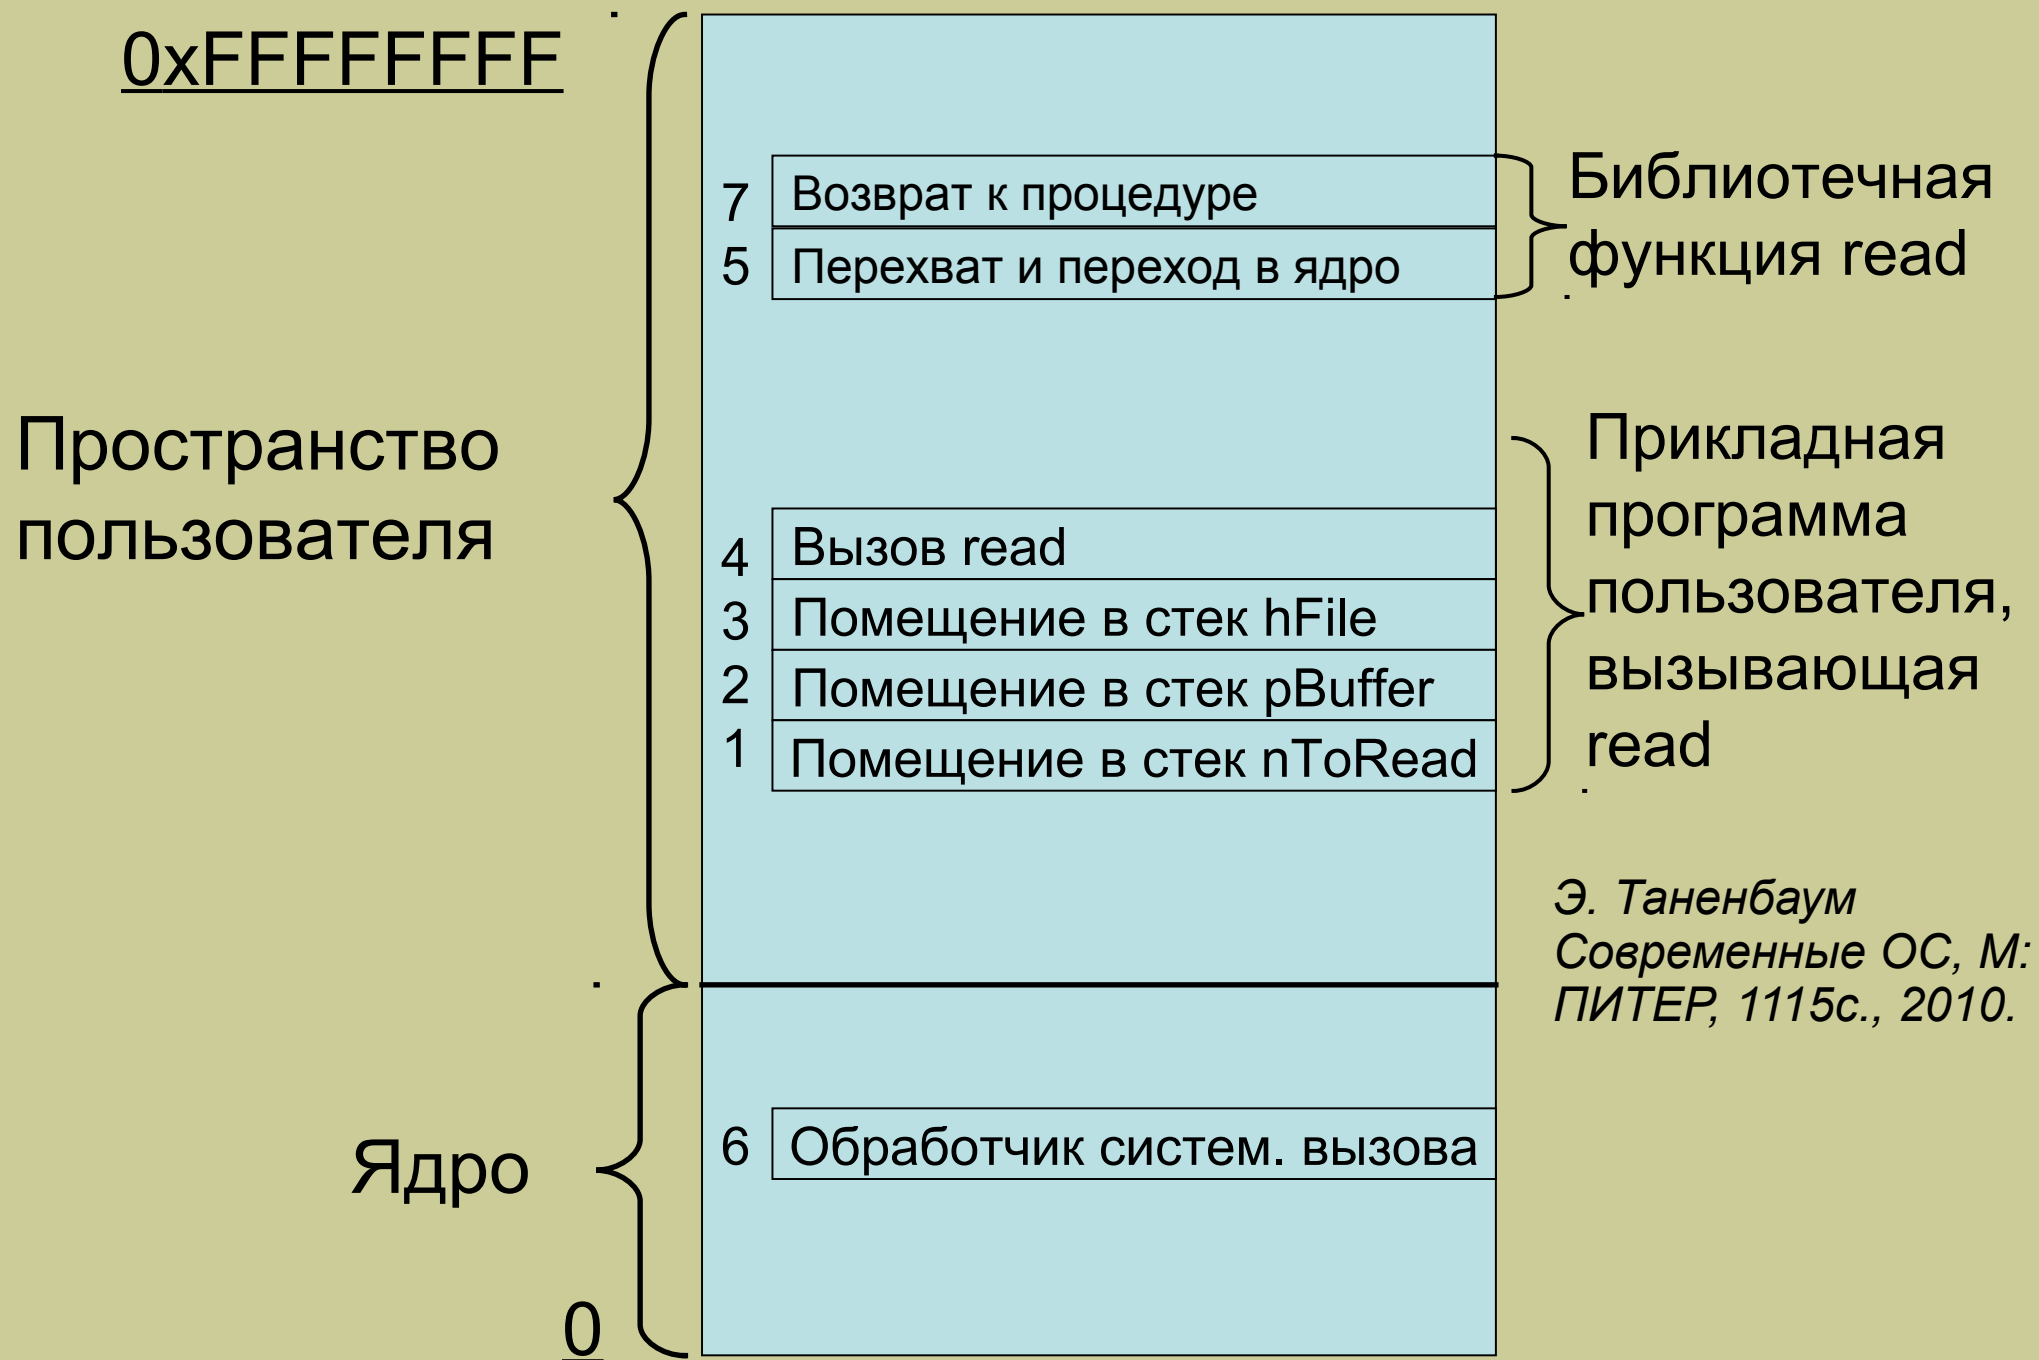 0xFFFFFFFF
7
Возврат к процедуре
5
Перехват и переход в ядро
Библиотечная
функция read
Пространство
пользователя
4
Вызов read
3
Помещение в стек hFile
2
Помещение в стек pBuffer
1
Помещение в стек nToRead
Прикладная
программа
пользователя,
вызывающая
read
Э. Таненбаум
Современные ОС, М:
ПИТЕР, 1115с., 2010.
Ядро
6
Обработчик систем. вызова
0